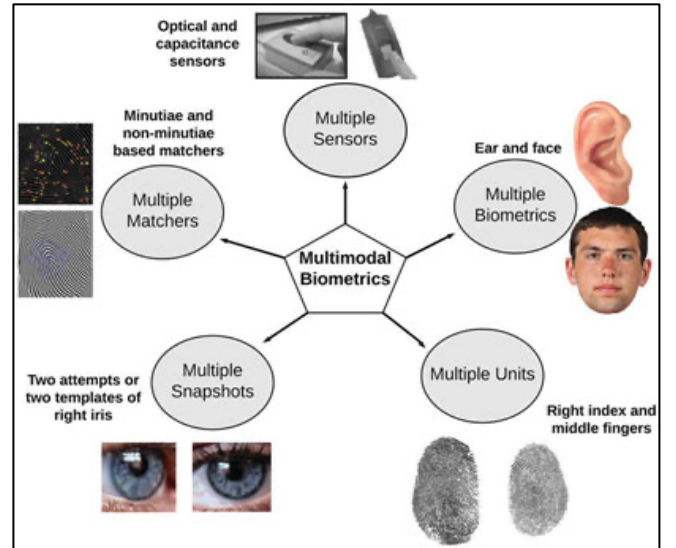 Optical and
capacitance
sensors
Multiple
Sensors
Minutiae and
non-minutiae
based matchers
Multiple
Matchers
Ear and face
Multiple
Biometrics
Multimodal
Biometrics
Two attempts or
two templates of
right iris
Multiple
Snapshots
Multiple Units
Right index and
middle fingers